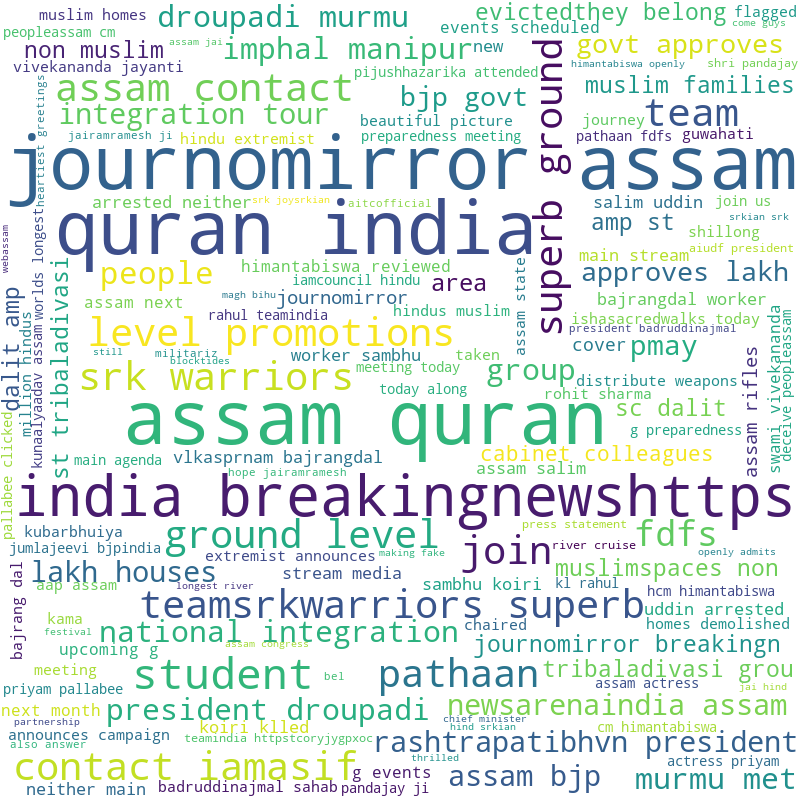 muslim homes
droupadi murmu
evictedthey belong
flagged
peopleassam cm
assam jai
non muslim
imphal manipur
events scheduled
new
govt approves
come guys
vivekananda jayanti
pijushhazarika attended
himantabiswa openly
shri pandajay
assam contact
bjp govt
muslim families
integration tour
beautiful picture
journey
team
jairamramesh ji
hindu extremist
preparedness meeting
pathaan fdfs
guwahati
heartiest greetings
superb ground
journomirror assam
arrested neither
srk joysrkian
aitcofficial
salim uddin
join us
quran india
amp st
srkian srk
shillong
webassam
worlds longest
main stream
aiudf president
people
himantabiswa reviewed
area
approves lakh
iamcouncil hindu
st tribaladivasi
assam next
magh bihu
journomirror
hindus muslim
assam state
bajrangdal worker
rahul teamindia
ishasacredwalks today
level promotions
president badruddinajmal
dalit amp
million hindus
kunaalyaadav assam
still
militariz
blocktides
worker sambhu
taken
cover
pmay
srk warriors
meeting today
group
distribute weapons
today along
rohit sharma
assam rifles
swami vivekananda
deceive peopleassam
assam quran
sc dalit
g preparedness
pallabee clicked
main agenda
vlkasprnam bajrangdal
cabinet colleagues
hope jairamramesh
assam salim
india breakingnewshttps
press statement
ground level
fdfs
kubarbhuiya
join
river cruise
openly admits
jumlajeevi bjpindia
extremist announces
making fake
muslimspaces non
lakh houses
stream media
bajrang dal
aap assam
longest river
sambhu koiri
kl rahul
hcm himantabiswa
kama
teamsrkwarriors superb
uddin arrested
festival
national integration
chaired
homes demolished
upcoming g
assam congress
journomirror breakingn
meeting
student
bel
pathaan
tribaladivasi grou
priyam pallabee
assam actress
jai hind
next month
president droupadi
newsarenaindia assam
partnership
koiri klled
chief minister
cm himantabiswa
announces campaign
teamindia httpstcoryjygpxoc
hind srkian
rashtrapatibhvn president
also answer
thrilled
actress priyam
contact iamasif
g events
assam bjp
murmu met
neither main
badruddinajmal sahab
pandajay ji